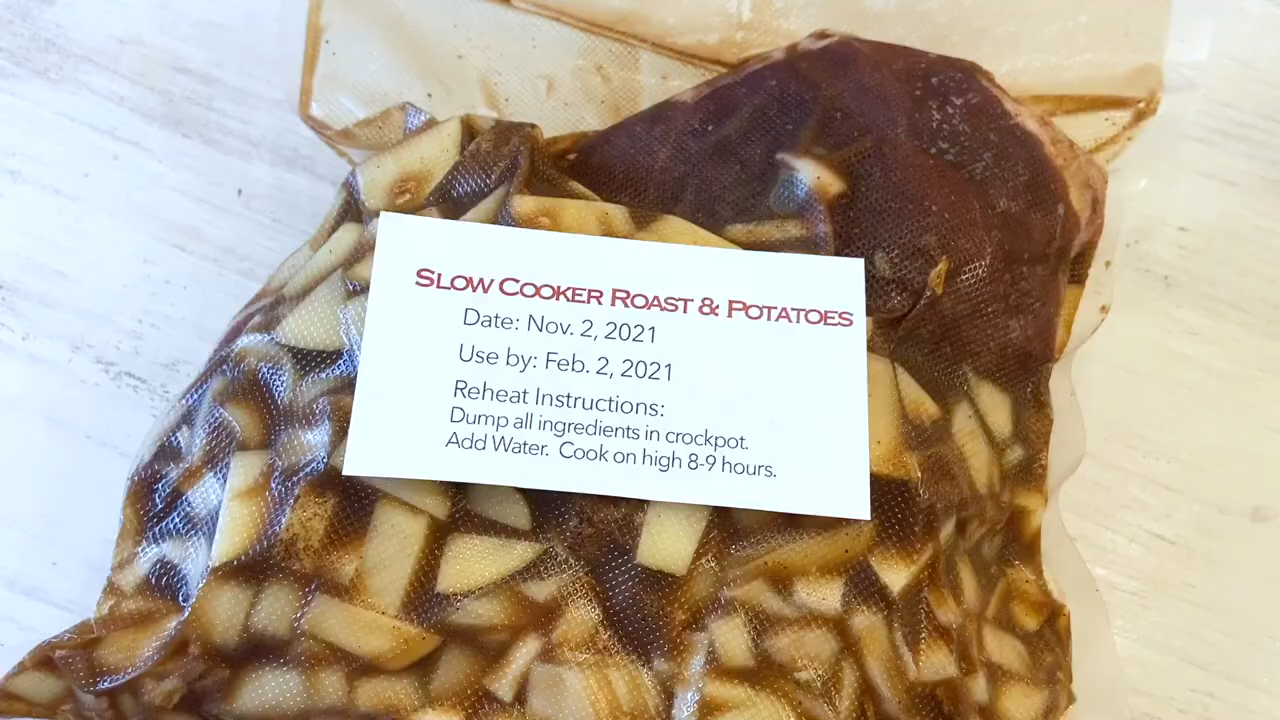 Slow Cooker Roast & Potatoes
Date: Nov. 2, 2021
Use by: Feb. 2, 2021
Reheat Instructions:
Dump all ingredients in crockpot.
Add Water. Cook on high 8-9 hours.